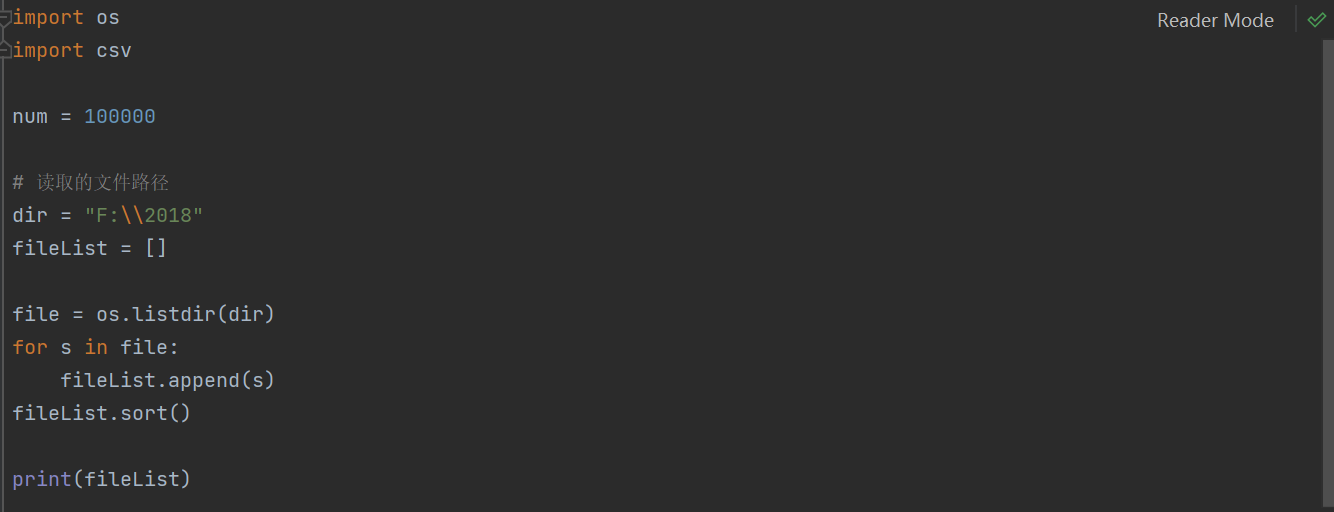 import os
Reader Mode
import csv
num = 100000
# 读取的文件路径
dir = "F:\\2018"
fileList = []
file = os.listdir(dir)
for s in file:
    fileList.append(s)
fileList.sort()
print(fileList)